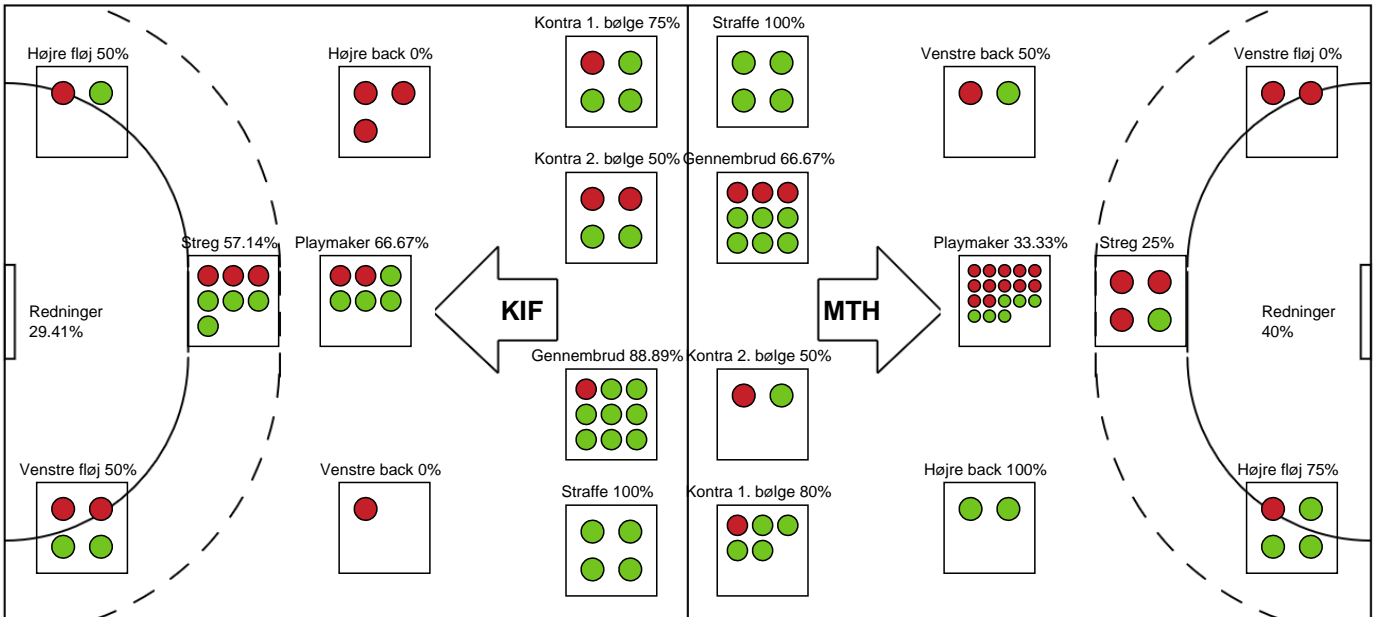 Kontra 1. bølge 75%
Straffe 100%
Højre fløj 50%
Højre back 0%
Venstre back 50%
Venstre fløj 0%
Kontra 2. bølge 50%
Gennembrud 66.67%
Streg 57.14%
Playmaker 66.67%
Playmaker 33.33%
Streg 25%
Redninger
29.41%
KIF
MTH
Redninger
40%
Gennembrud 88.89%
Kontra 2. bølge 50%
Venstre fløj 50%
Venstre back 0%
Højre back 100%
Højre fløj 75%
Straffe 100%
Kontra 1. bølge 80%